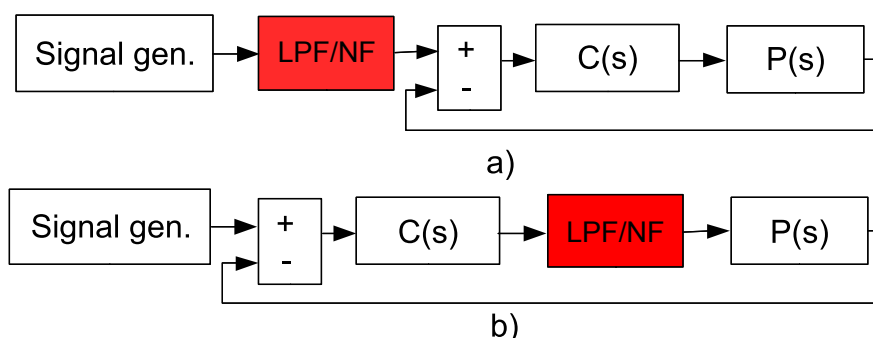 Signal gen.
LPF/NF
+
-
C(s)
P(s)
a)
Signal gen.
+
-
C(s)
LPF/NF
P(s)
b)